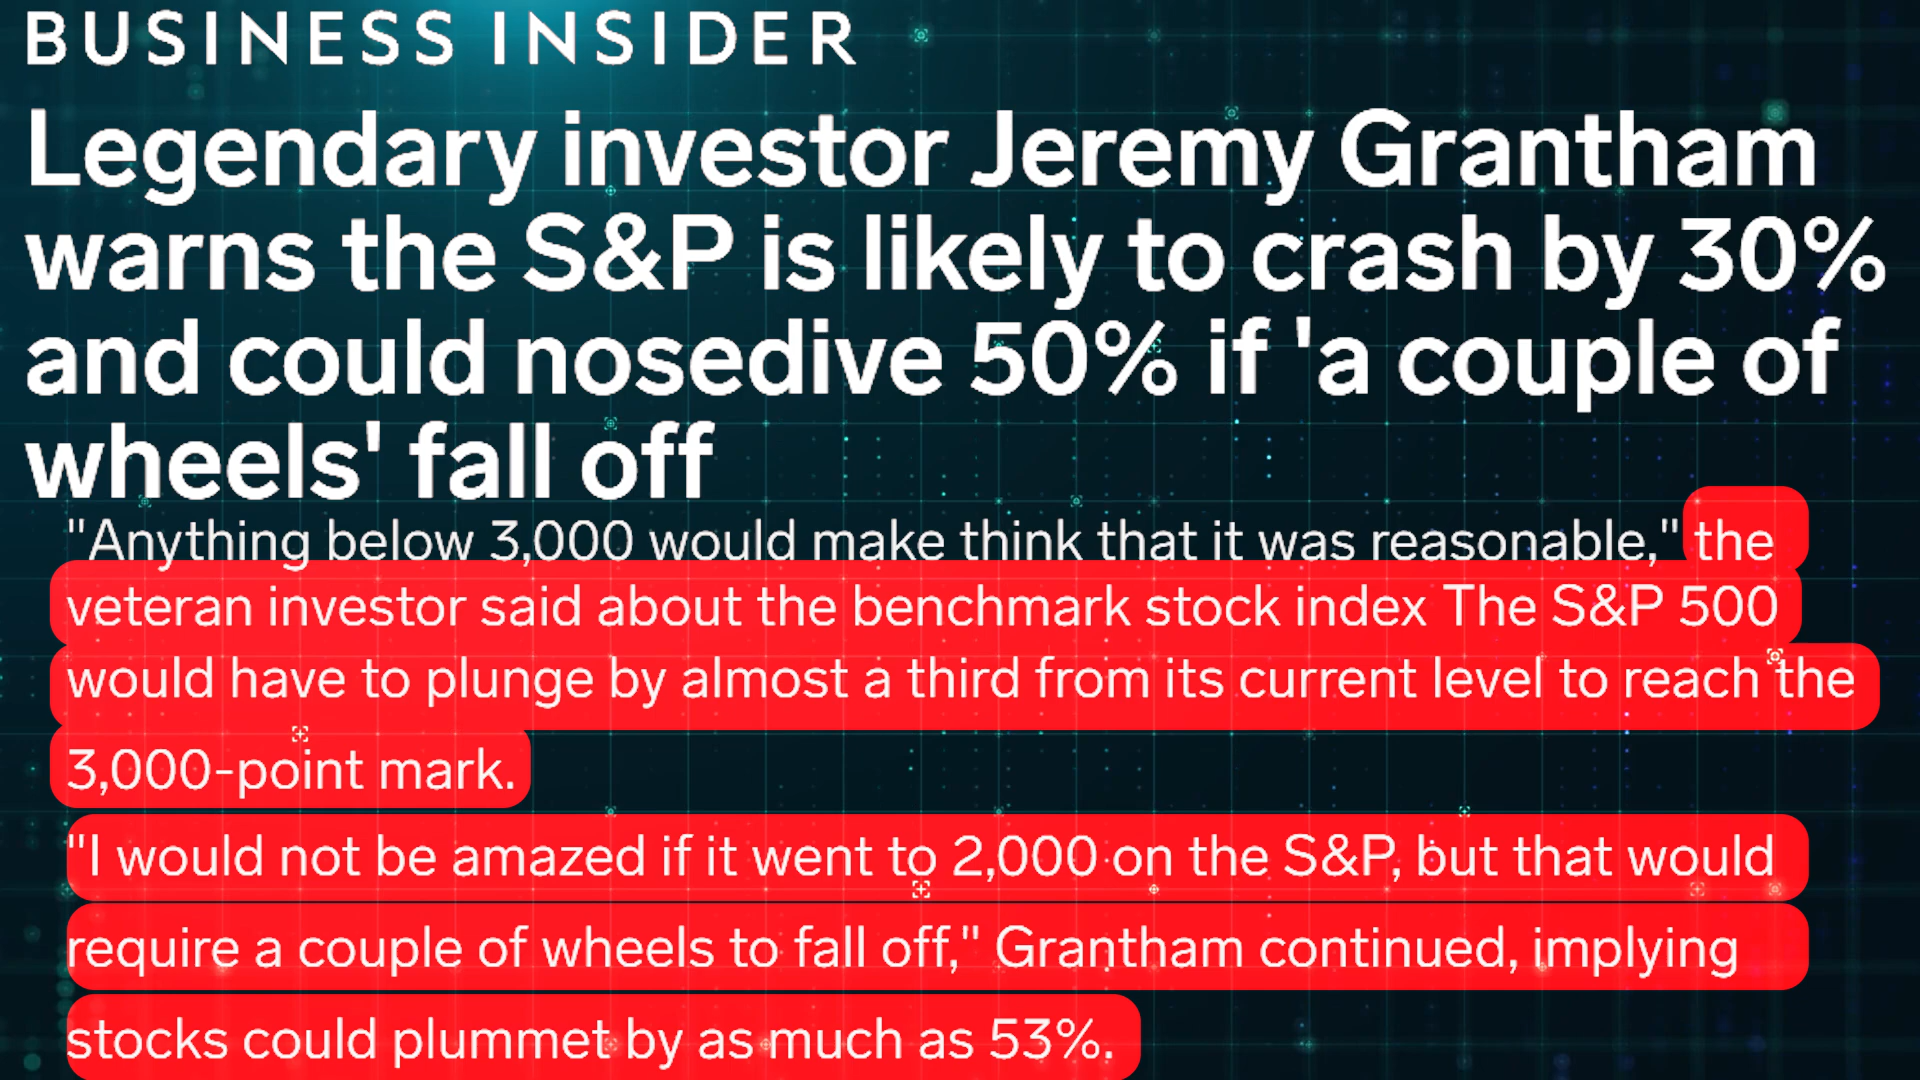 BUSINESS INSIDER
Legendary investor Jeremy Grantham
warns the S&P is likely to crash by 30%
and could nosedive 50% if 'a couple of
wheels' fall off
"Anything below 3,000 would make think that it was reasonable," the
veteran investor said about the benchmark stock index The S&P 500
would have to plunge by almost a third from its current level to reach the
3,000-point mark.
"I would not be amazed if it went to 2,000 on the S&P, but that would
require a couple of wheels to fall off," Grantham continued, implying
stocks could plummet by as much as 53%.